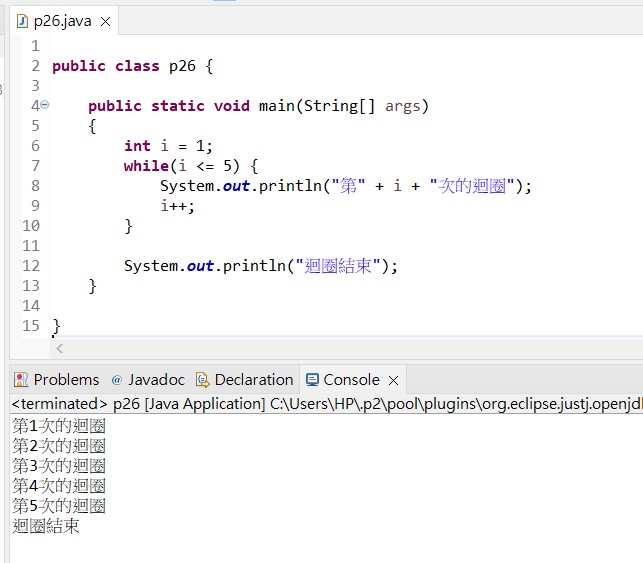 p26.java
1
2 public class p26 {
3
4 public static void main(String[] args)
5 {
6 int i = 1;
7 while(i <= 5) {
8 System.out.println("第" + i + "次的迴圈");
9 i++;
10 }
11
12 System.out.println("迴圈結束");
13 }
14
15 }
Problems @ Javadoc Declaration Console
<terminated> p26 [Java Application] C:\Users\HP\.p2\pool\plugins\org.eclipse.justj.openjd
第1次的迴圈
第2次的迴圈
第3次的迴圈
第4次的迴圈
第5次的迴圈
迴圈結束